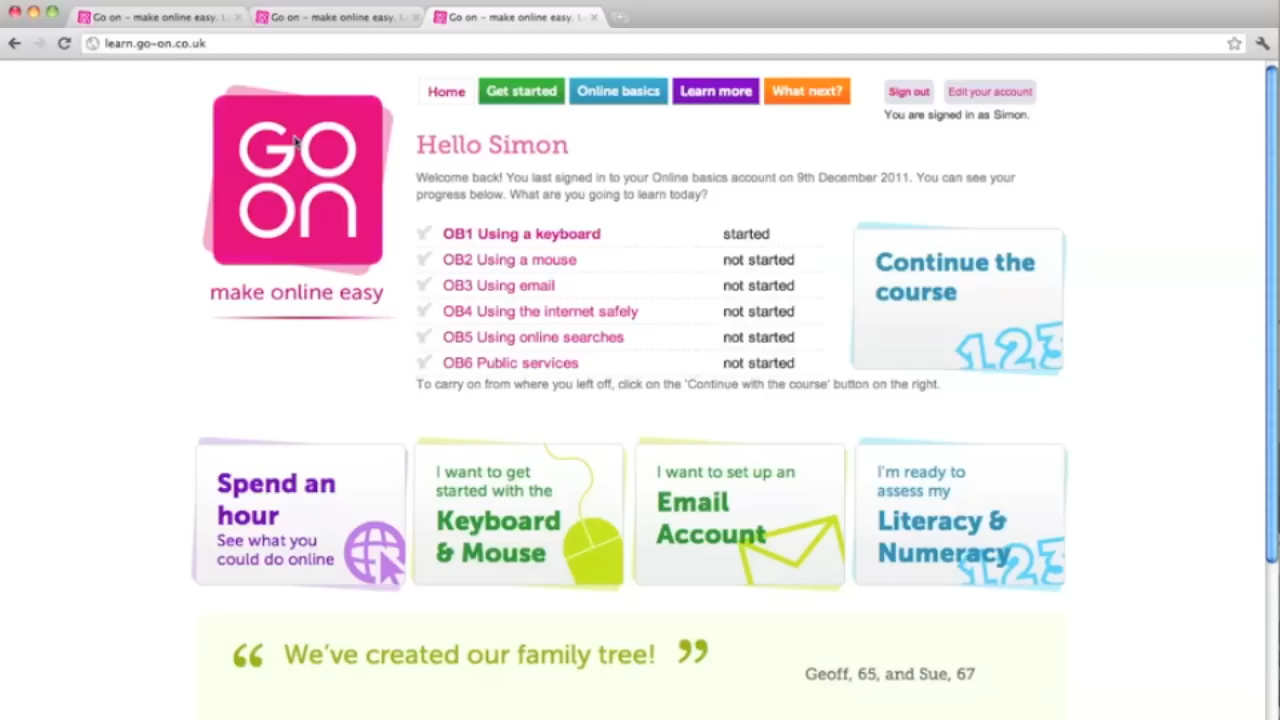 Go on – make online easy.
Go on – make online easy.
Go on – make online easy.
learn.go-on.co.uk
Home Get started Online basics Learn more What next?
Sign out Edit your account
You are signed in as Simon.
GO
ON
make online easy
Hello Simon
Welcome back! You last signed in to your Online basics account on 9th December 2011. You can see your
progress below. What are you going to learn today?
OB1 Using a keyboard started
OB2 Using a mouse not started
OB3 Using email not started
OB4 Using the internet safely not started
OB5 Using online searches not started
OB6 Public services not started
To carry on from where you left off, click on the 'Continue with the course' button on the right.
Continue the
course
123
Spend an
hour
See what you
could do online
I want to get
started with the
Keyboard
& Mouse
I want to set up an
Email
Account
I'm ready to
assess my
Literacy &
Numeracy
123
“ We've created our family tree! ”
Geoff, 65, and Sue, 67